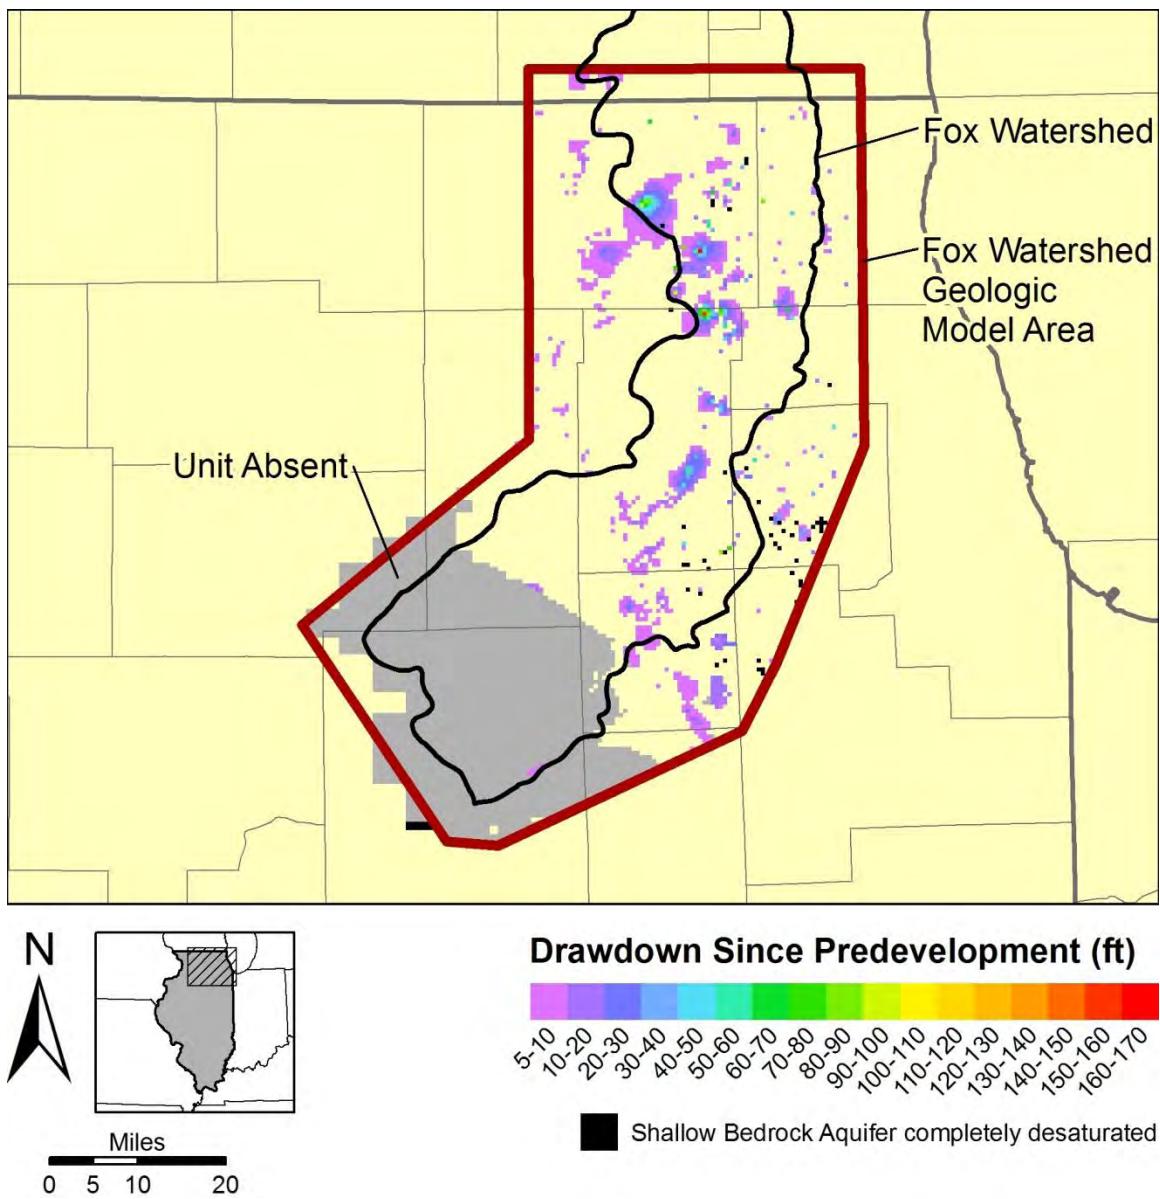 Fox Watershed
Fox Watershed
Geologic
Model Area
Unit Absent
N
Miles
0 5 10 20
Drawdown Since Predevelopment (ft)
5-10
10-20
20-30
30-40
40-50
50-60
60-70
70-80
80-90
90-100
100-110
110-120
120-130
130-140
140-150
150-160
160-170
Shallow Bedrock Aquifer completely desaturated